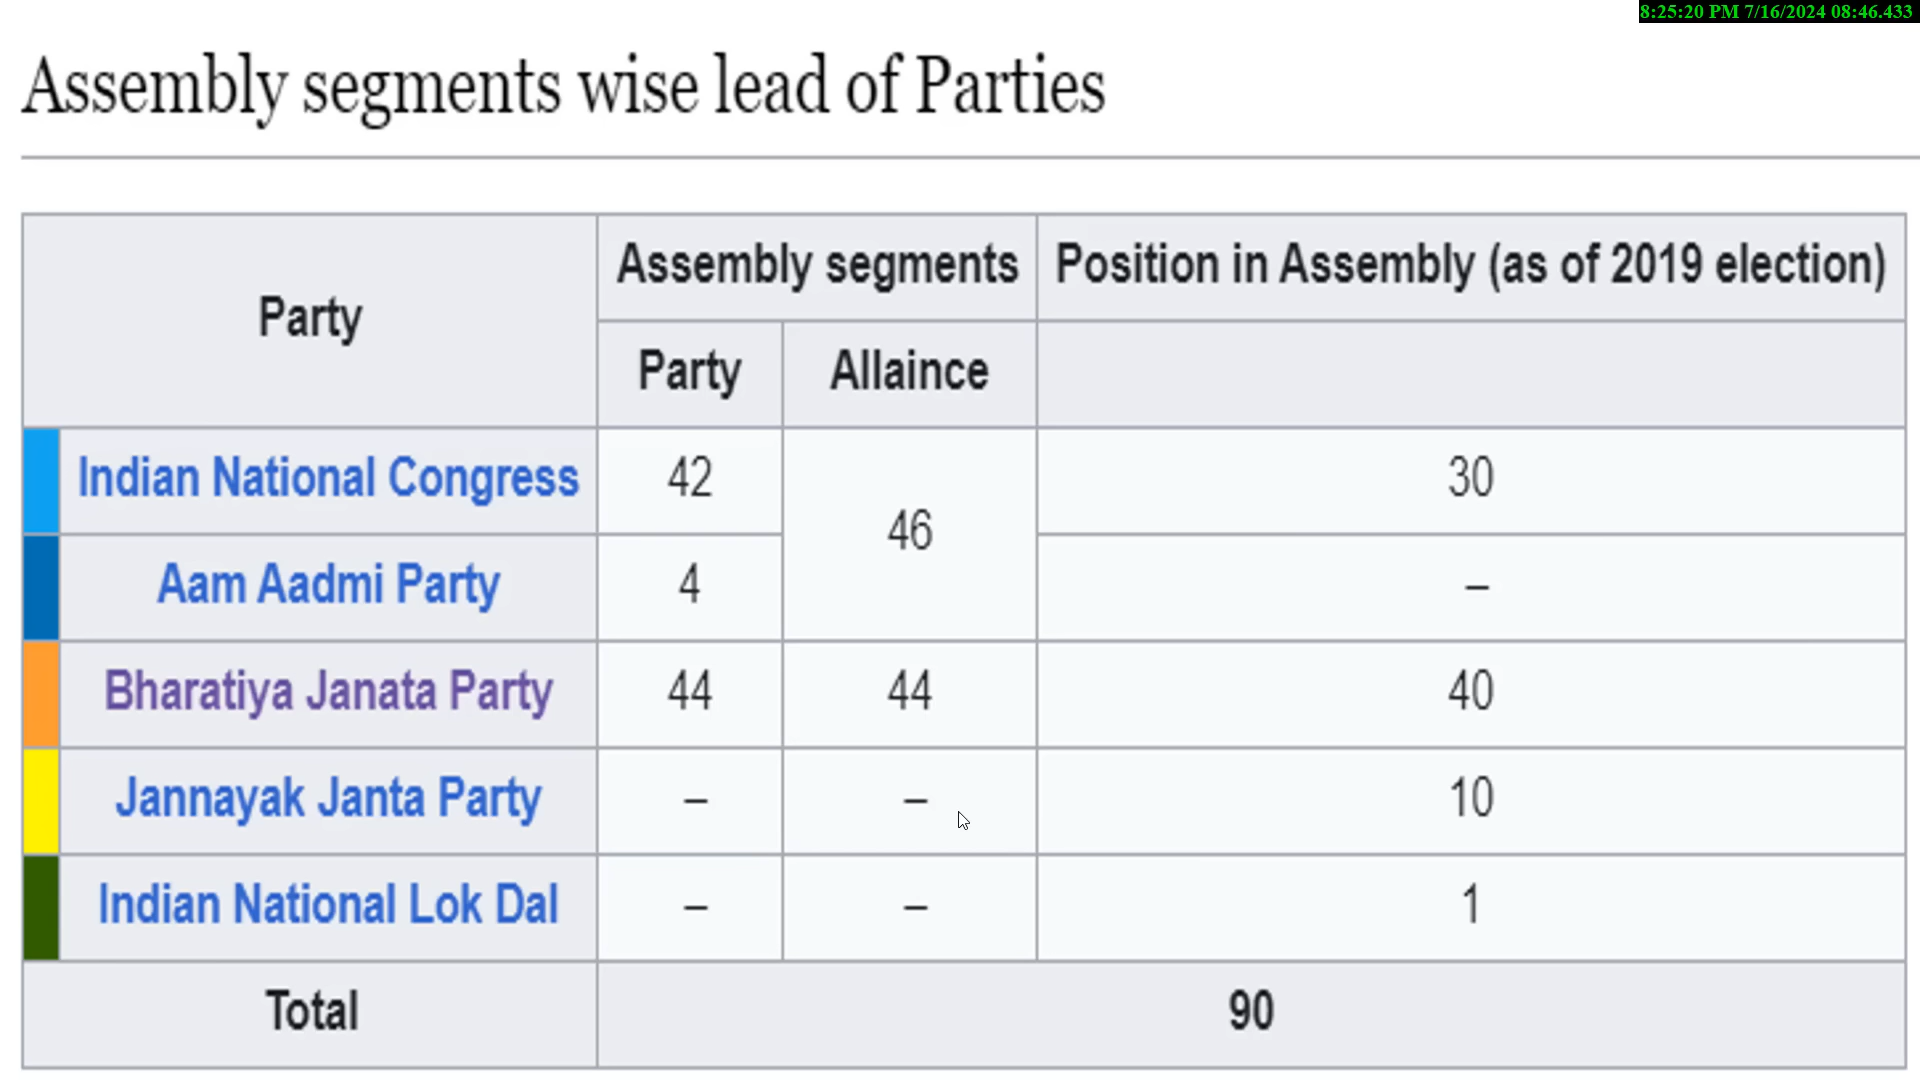 8:25:20 PM 7/16/2024 08:46.433
Assembly segments wise lead of Parties
Party Assembly segments Position in Assembly (as of 2019 election)
Party Allaince
Indian National Congress 42 46 30
Aam Aadmi Party 4 –
Bharatiya Janata Party 44 44 40
Jannayak Janta Party – – 10
Indian National Lok Dal – – 1
Total 90